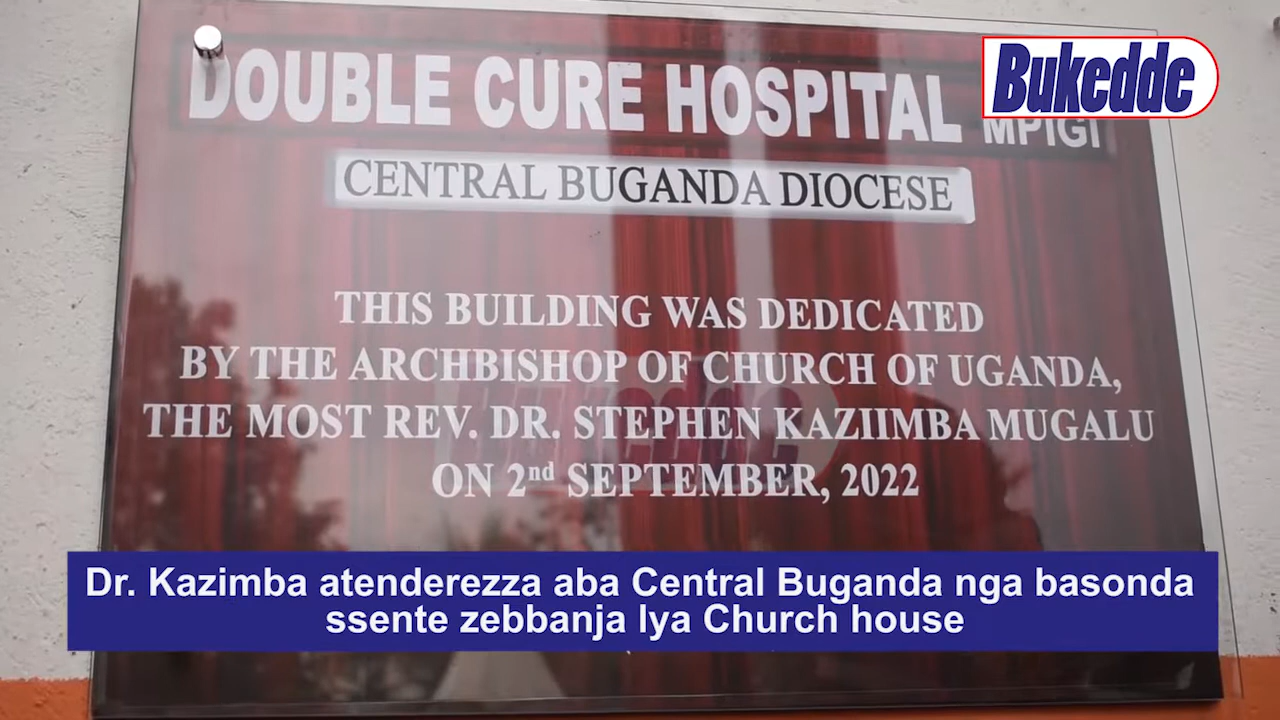 DOUBLE CURE HOSPITAL MPIGI
Bukedde
CENTRAL BUGANDA DIOCESE
THIS BUILDING WAS DEDICATED
BY THE ARCHBISHOP OF CHURCH OF UGANDA,
THE MOST REV. DR. STEPHEN KAZIIMBA MUGALU
ON 2nd SEPTEMBER, 2022
Bukedde
Dr. Kazimba atenderezza aba Central Buganda nga basonda
ssente zebbanja lya Church house